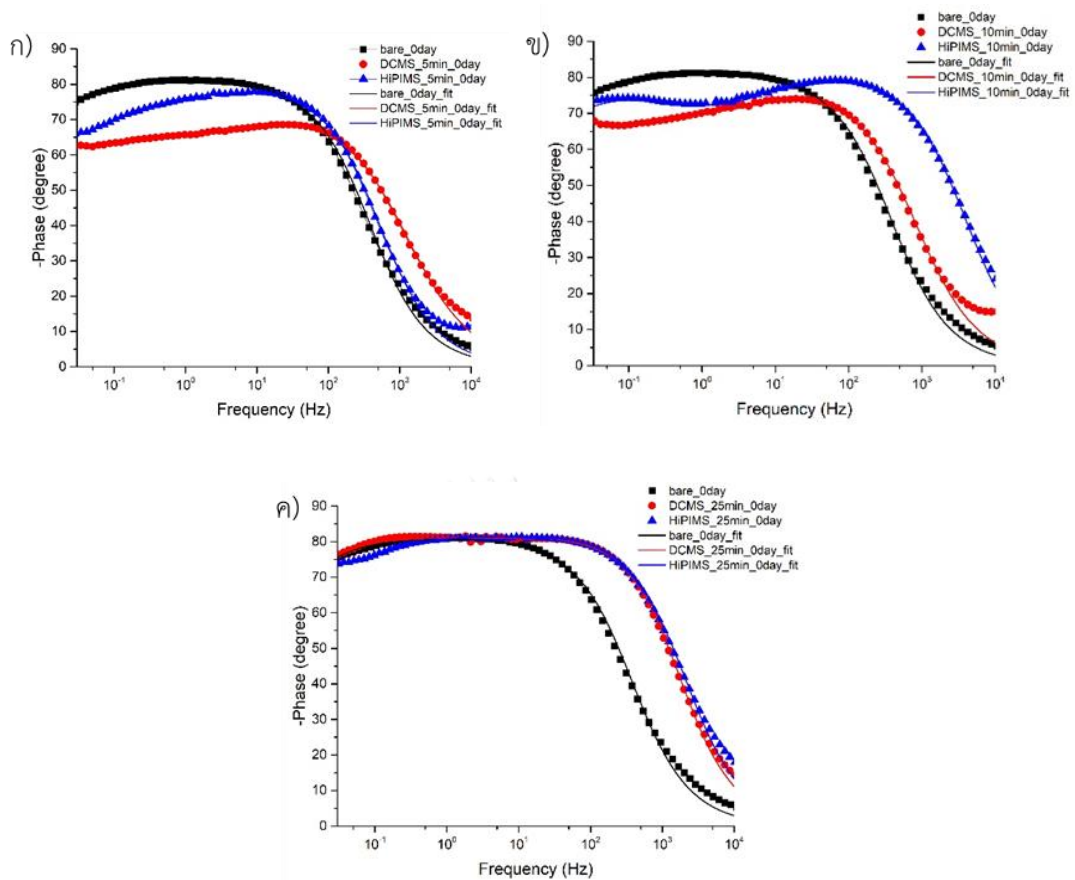 ก)
bare_0day
DCMS_5min_0day
HiPIMS_5min_0day
bare_0day_fit
DCMS_5min_0day_fit
HiPIMS_5min_0day_fit
90
80
70
60
50
40
30
20
10
0
-Phase (degree)
10⁻¹ 10⁰ 10¹ 10² 10³ 10⁴
Frequency (Hz)
ข)
bare_0day
DCMS_10min_0day
HiPIMS_10min_0day
bare_0day_fit
DCMS_10min_0day_fit
HiPIMS_10min_0day_fit
90
80
70
60
50
40
30
20
10
0
-Phase (degree)
10⁻¹ 10⁰ 10¹ 10² 10³ 10⁴
Frequency (Hz)
ค)
bare_0day
DCMS_25min_0day
HiPIMS_25min_0day
bare_0day_fit
DCMS_25min_0day_fit
HiPIMS_25min_0day_fit
90
80
70
60
50
40
30
20
10
0
-Phase (degree)
10⁻¹ 10⁰ 10¹ 10² 10³ 10⁴
Frequency (Hz)